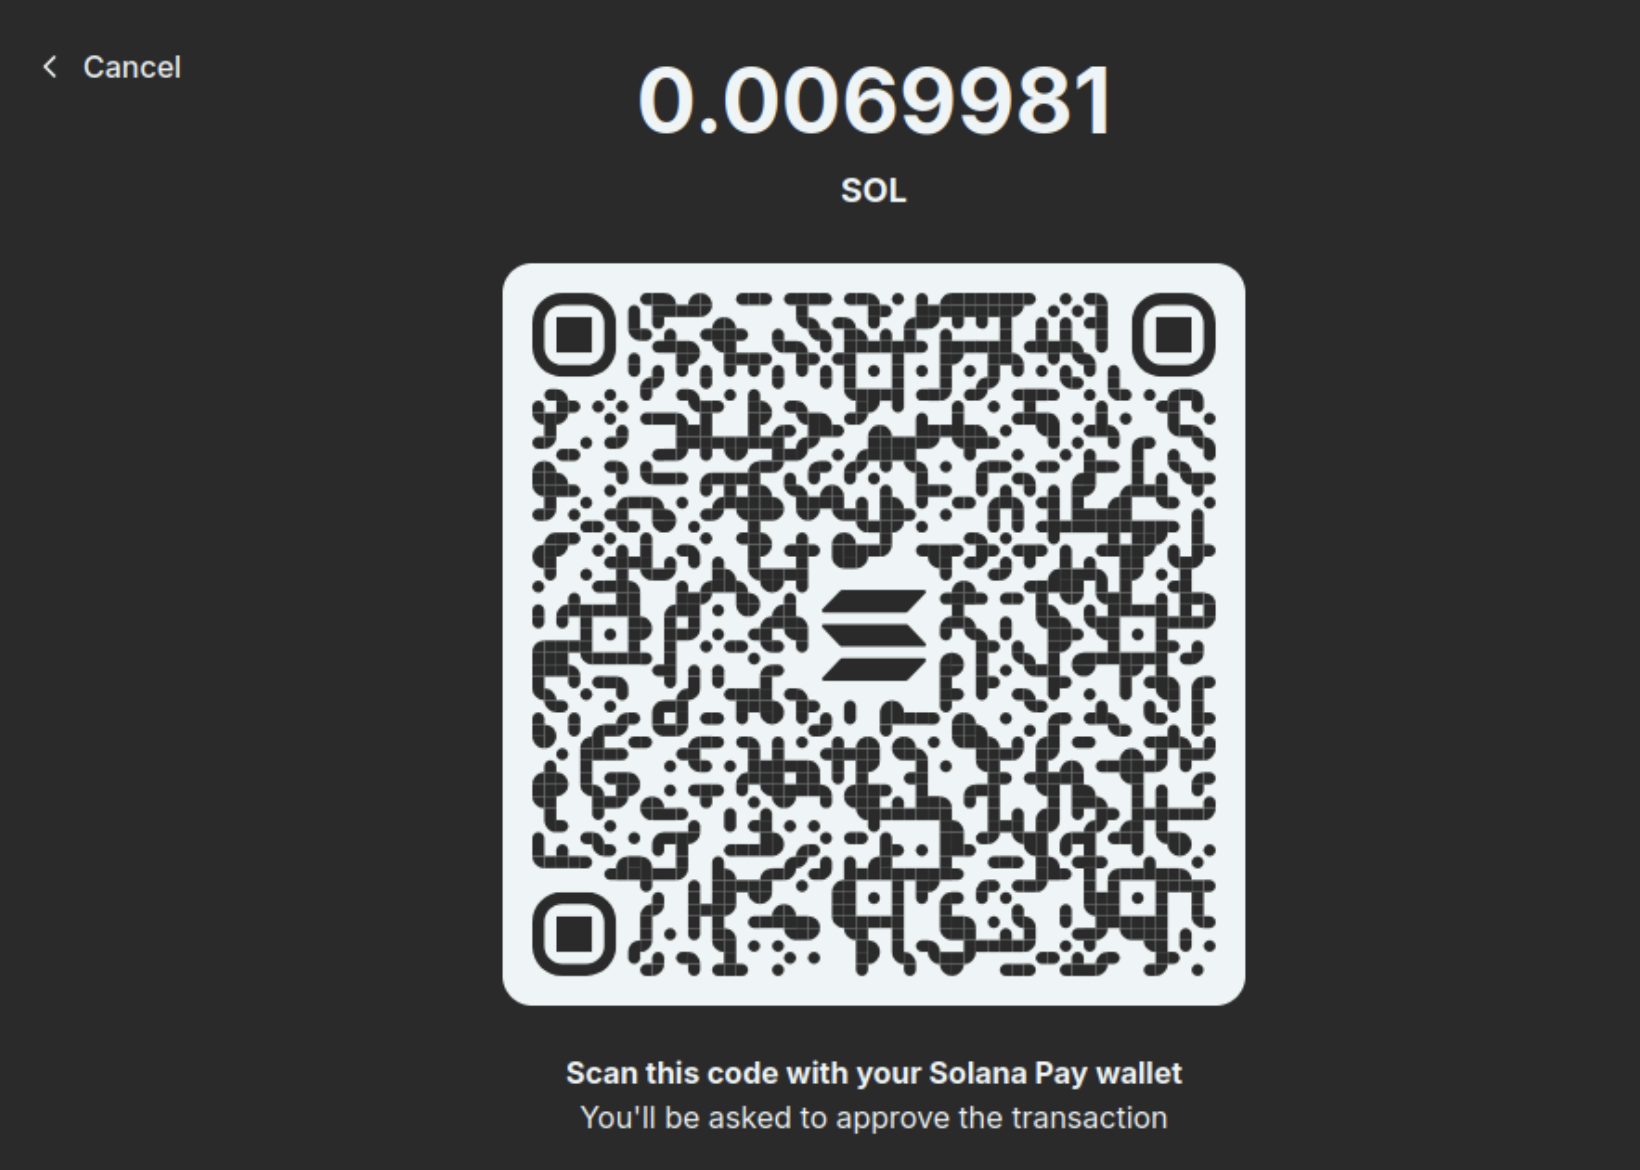 Cancel
0.0069981
SOL
Scan this code with your Solana Pay wallet
You'll be asked to approve the transaction